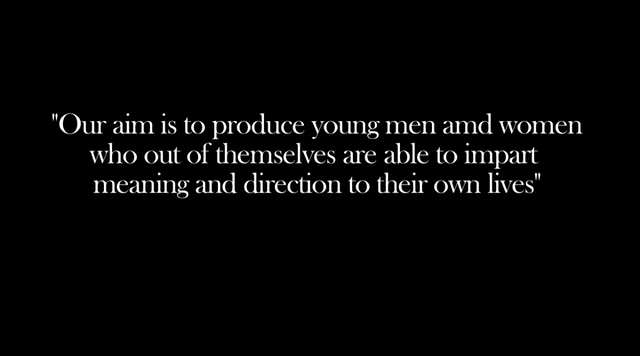 "Our aim is to produce young men amd women
who out of themselves are able to impart
meaning and direction to their own lives"